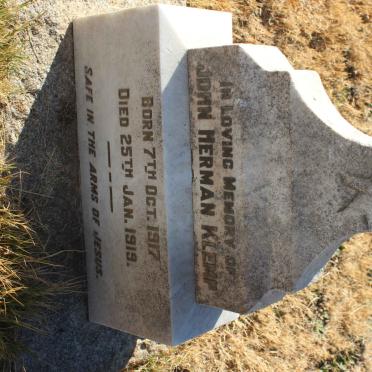 IN LOVING MEMORY OF
JOHN HERMAN KLEMP
BORN 7TH OCT. 1917
DIED 25TH JAN. 1919.
SAFE IN THE ARMS OF JESUS.